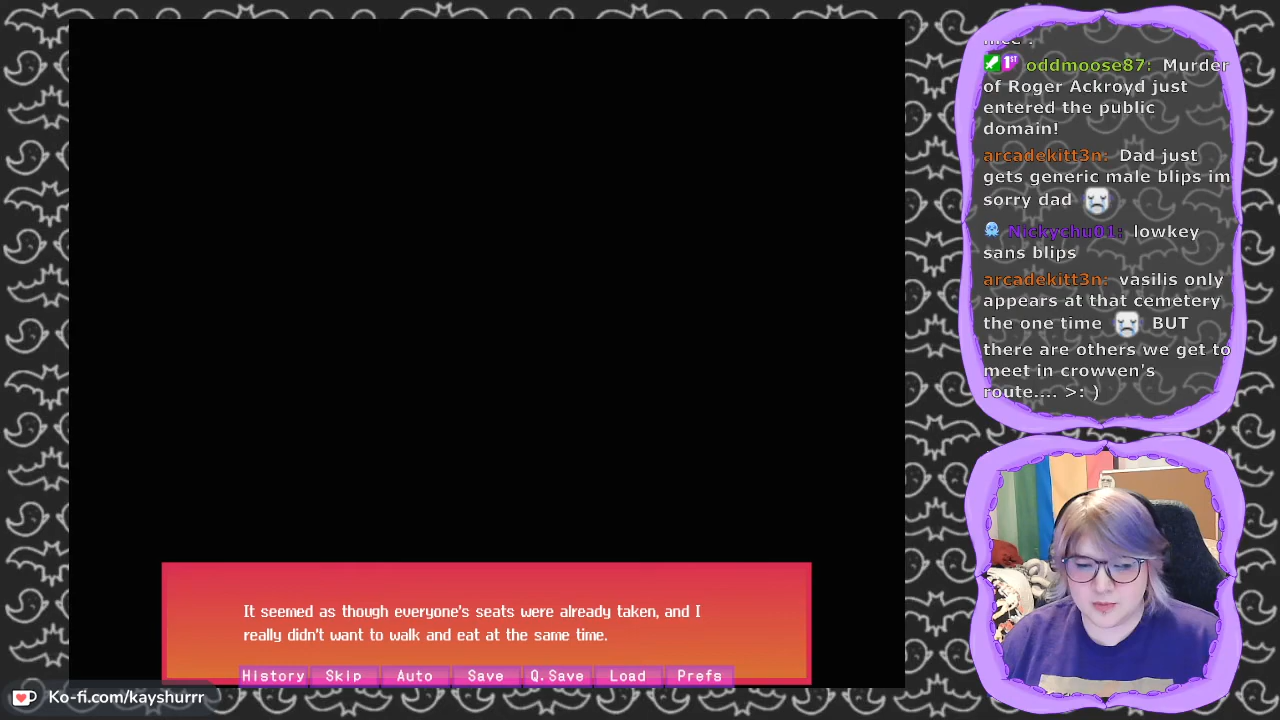 oddmoose87: Murder
of Roger Ackroyd just
entered the public
domain!
arcadekitt3n: Dad just
gets generic male blips im
sorry dad
Nickychu01: lowkey
sans blips
arcadekitt3n: vasilis only
appears at that cemetery
the one time BUT
there are others we get to
meet in crowven's
route.... >: )
It seemed as though everyone's seats were already taken, and I
really didn't want to walk and eat at the same time.
History Skip Auto Save Q.Save Load Prefs
Ko-fi.com/kayshurrr